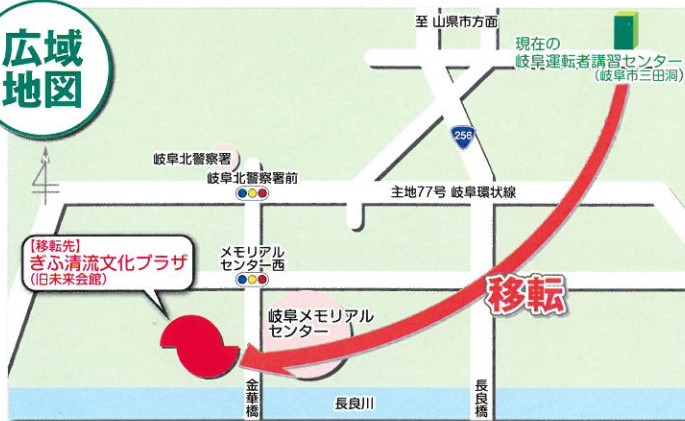 広域
地図
至 山県市方面
現在の
岐阜運転者講習センター
(岐阜市三田洞)
256
岐阜北警察署
岐阜北警察署前
主地77号 岐阜環状線
【移転先】
ぎふ清流文化プラザ
(旧未来会館)
メモリアル
センター西
移転
岐阜メモリアル
センター
金華橋
長良川
長良橋